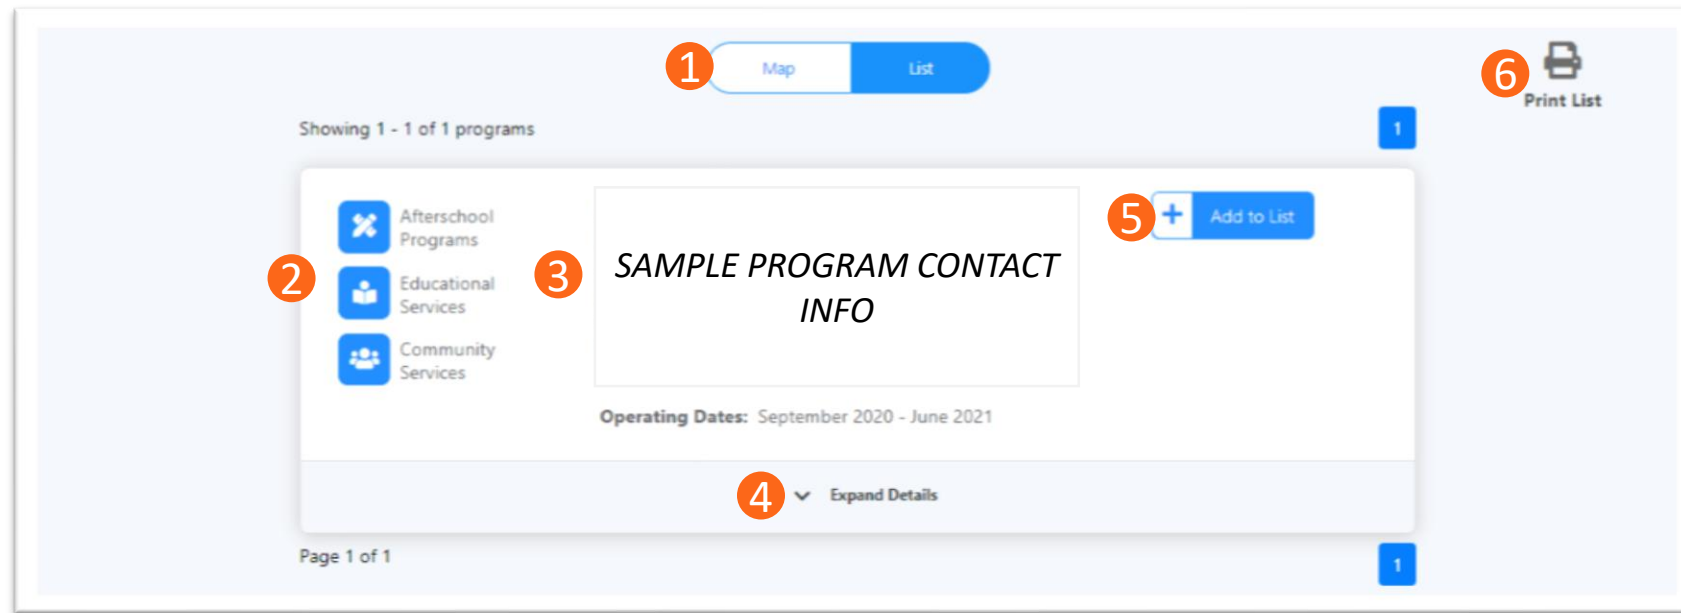 1 Map List
6
Print List
Showing 1 - 1 of 1 programs
1
2
Afterschool
Programs
Educational
Services
Community
Services
3
SAMPLE PROGRAM CONTACT
INFO
Operating Dates: September 2020 - June 2021
5 + Add to List
4 Expand Details
Page 1 of 1
1